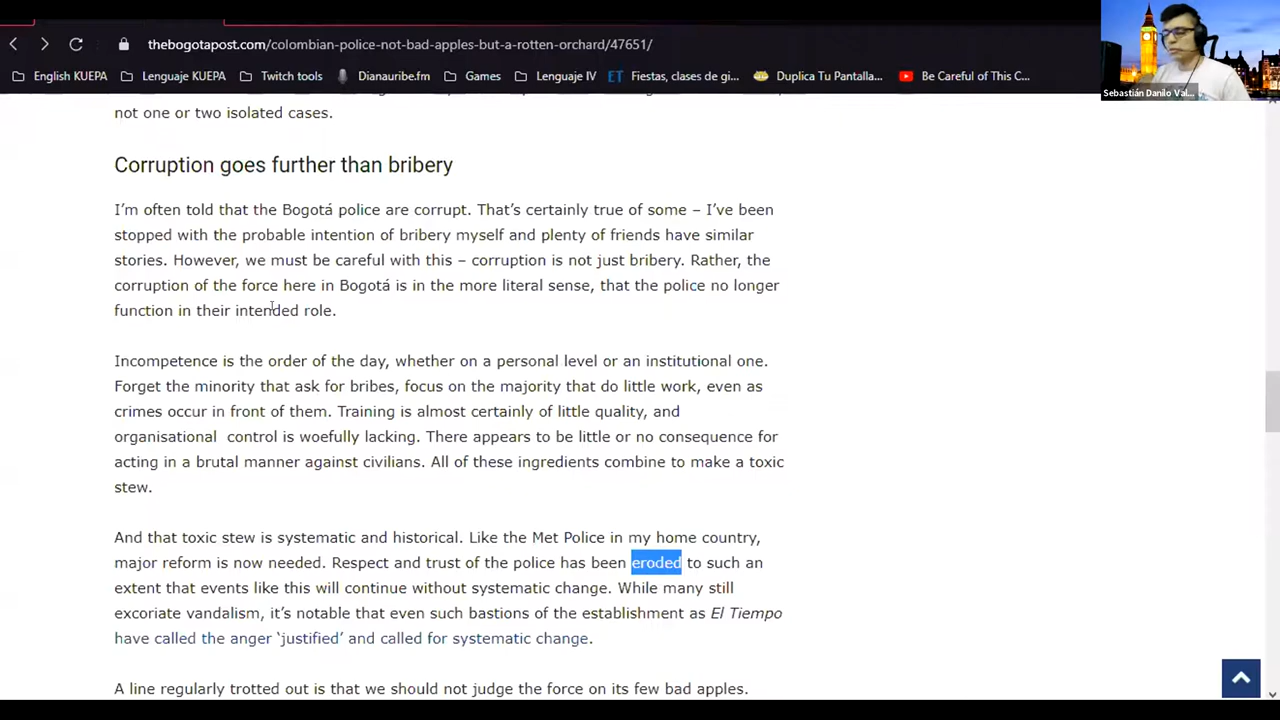 thebogotapost.com/colombian-police-not-bad-apples-but-a-rotten-orchard/47651/
English KUEPA Lenguaje KUEPA Twitch tools Dianauribe.fm Games Lenguaje IV ET Fiestas, clases de gi... Duplica Tu Pantalla... Be Careful of This C...
Sebastián Danilo Val...
not one or two isolated cases.
Corruption goes further than bribery
I'm often told that the Bogotá police are corrupt. That's certainly true of some – I've been
stopped with the probable intention of bribery myself and plenty of friends have similar
stories. However, we must be careful with this – corruption is not just bribery. Rather, the
corruption of the force here in Bogotá is in the more literal sense, that the police no longer
function in their intended role.
Incompetence is the order of the day, whether on a personal level or an institutional one.
Forget the minority that ask for bribes, focus on the majority that do little work, even as
crimes occur in front of them. Training is almost certainly of little quality, and
organisational control is woefully lacking. There appears to be little or no consequence for
acting in a brutal manner against civilians. All of these ingredients combine to make a toxic
stew.
And that toxic stew is systematic and historical. Like the Met Police in my home country,
major reform is now needed. Respect and trust of the police has been eroded to such an
extent that events like this will continue without systematic change. While many still
excoriate vandalism, it's notable that even such bastions of the establishment as El Tiempo
have called the anger 'justified' and called for systematic change.
A line regularly trotted out is that we should not judge the force on its few bad apples.